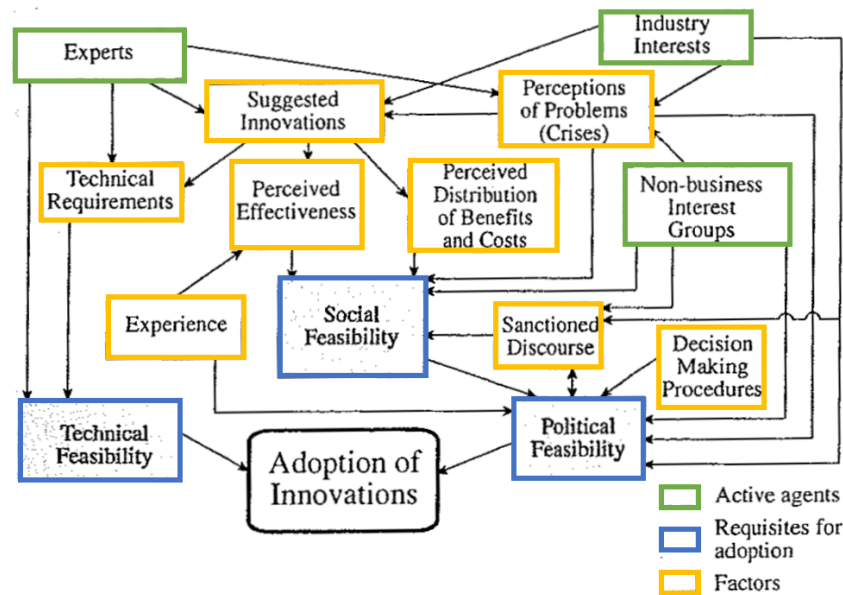 Experts
Industry
Interests
Suggested
Innovations
Perceptions
of Problems
(Crises)
Technical
Requirements
Perceived
Effectiveness
Perceived
Distribution
of Benefits
and Costs
Non-business
Interest
Groups
Experience
Social
Feasibility
Sanctioned
Discourse
Decision
Making
Procedures
Technical
Feasibility
Adoption of
Innovations
Political
Feasibility
Active agents
Requisites for
adoption
Factors